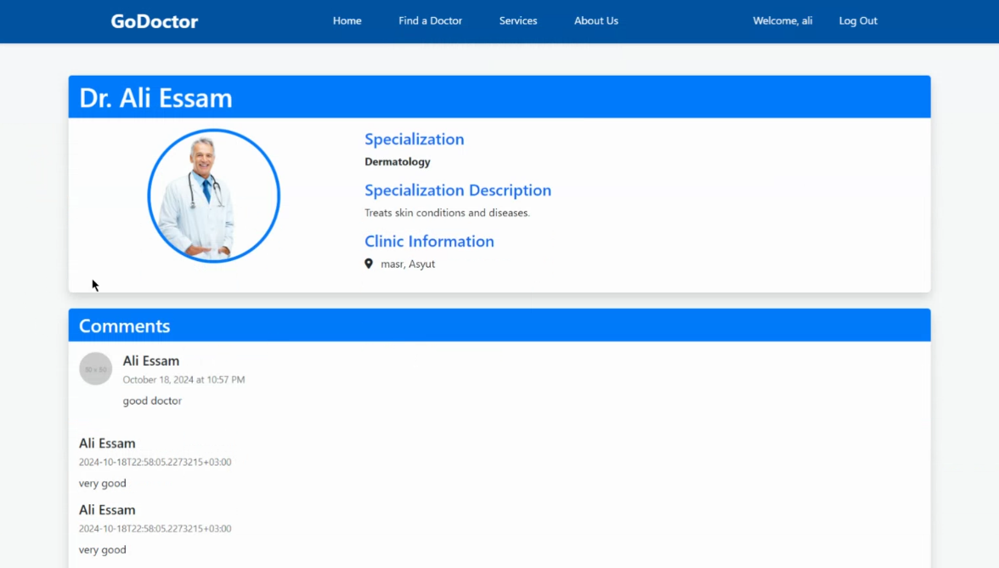 GoDoctor
Home Find a Doctor Services About Us Welcome, ali Log Out
Dr. Ali Essam
Specialization
Dermatology
Specialization Description
Treats skin conditions and diseases.
Clinic Information
masr, Asyut
Comments
Ali Essam
October 18, 2024 at 10:57 PM
good doctor
Ali Essam
2024-10-18T22:58:05.2273215+03:00
very good
Ali Essam
2024-10-18T22:58:05.2273215+03:00
very good